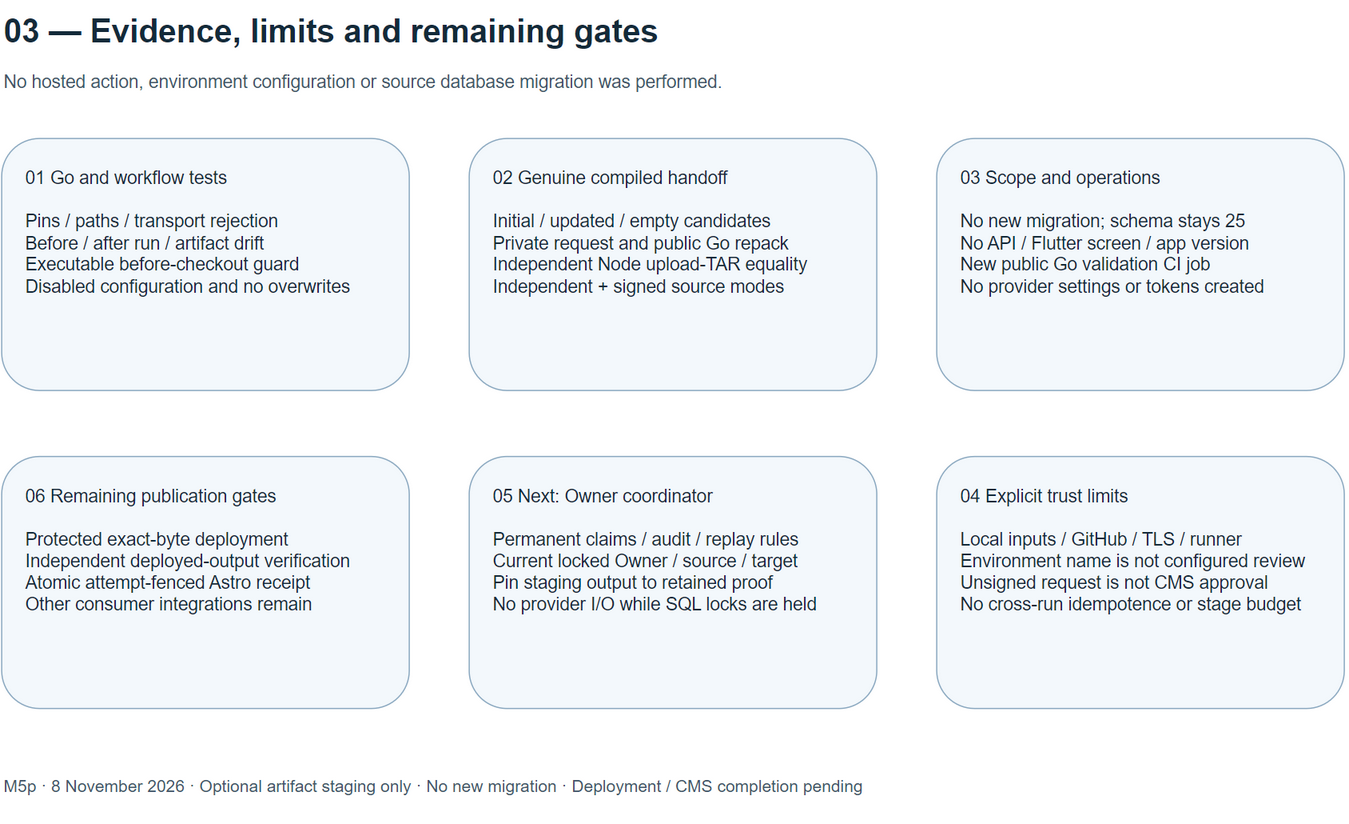 03 — Evidence, limits and remaining gates
No hosted action, environment configuration or source database migration was performed.
01 Go and workflow tests
Pins / paths / transport rejection
Before / after run / artifact drift
Executable before-checkout guard
Disabled configuration and no overwrites
02 Genuine compiled handoff
Initial / updated / empty candidates
Private request and public Go repack
Independent Node upload-TAR equality
Independent + signed source modes
03 Scope and operations
No new migration; schema stays 25
No API / Flutter screen / app version
New public Go validation CI job
No provider settings or tokens created
06 Remaining publication gates
Protected exact-byte deployment
Independent deployed-output verification
Atomic attempt-fenced Astro receipt
Other consumer integrations remain
05 Next: Owner coordinator
Permanent claims / audit / replay rules
Current locked Owner / source / target
Pin staging output to retained proof
No provider I/O while SQL locks are held
04 Explicit trust limits
Local inputs / GitHub / TLS / runner
Environment name is not configured review
Unsigned request is not CMS approval
No cross-run idempotence or stage budget
M5p · 8 November 2026 · Optional artifact staging only · No new migration · Deployment / CMS completion pending